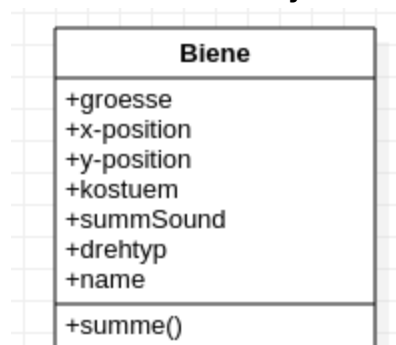 Biene
+groesse
+x-position
+y-position
+kostuem
+summSound
+drehtyp
+name
+summe()